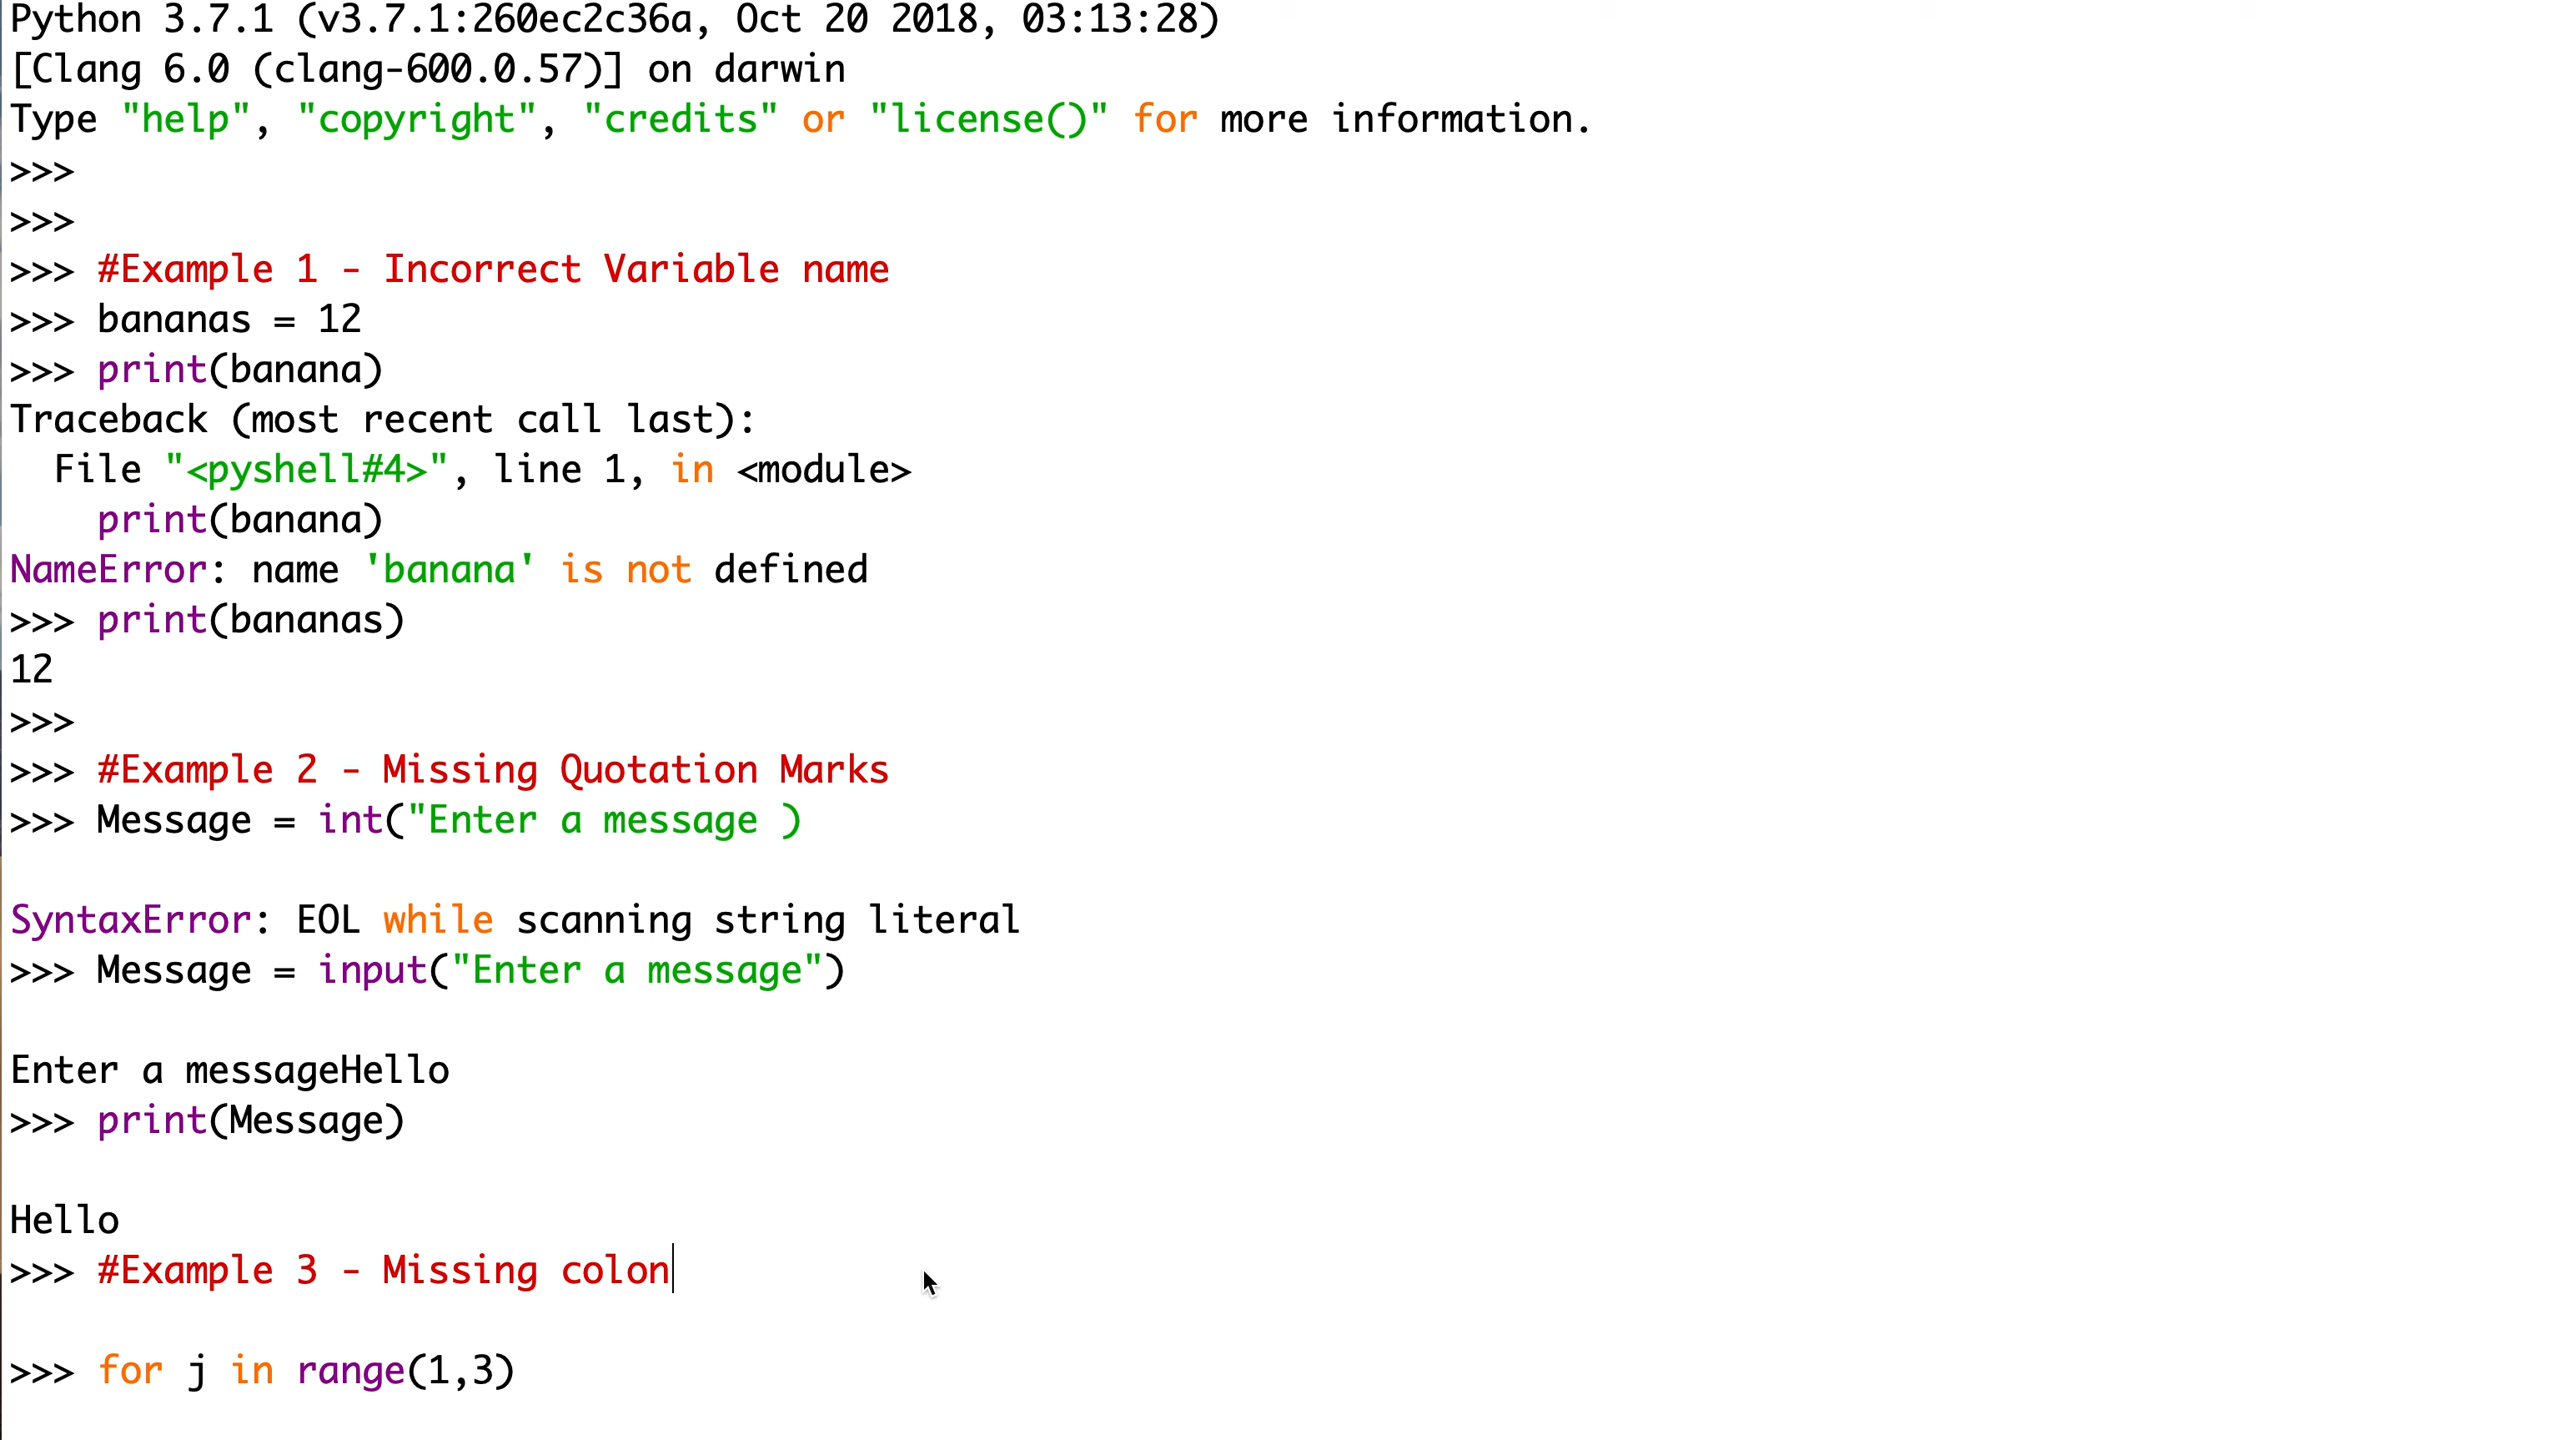 Python 3.7.1 (v3.7.1:260ec2c36a, Oct 20 2018, 03:13:28)
[Clang 6.0 (clang-600.0.57)] on darwin
Type "help", "copyright", "credits" or "license()" for more information.
>>>
>>>
>>> #Example 1 - Incorrect Variable name
>>> bananas = 12
>>> print(banana)
Traceback (most recent call last):
  File "<pyshell#4>", line 1, in <module>
    print(banana)
NameError: name 'banana' is not defined
>>> print(bananas)
12
>>>
>>> #Example 2 - Missing Quotation Marks
>>> Message = int("Enter a message )
SyntaxError: EOL while scanning string literal
>>> Message = input("Enter a message")
Enter a messageHello
>>> print(Message)
Hello
>>> #Example 3 - Missing colon
>>> for j in range(1,3)